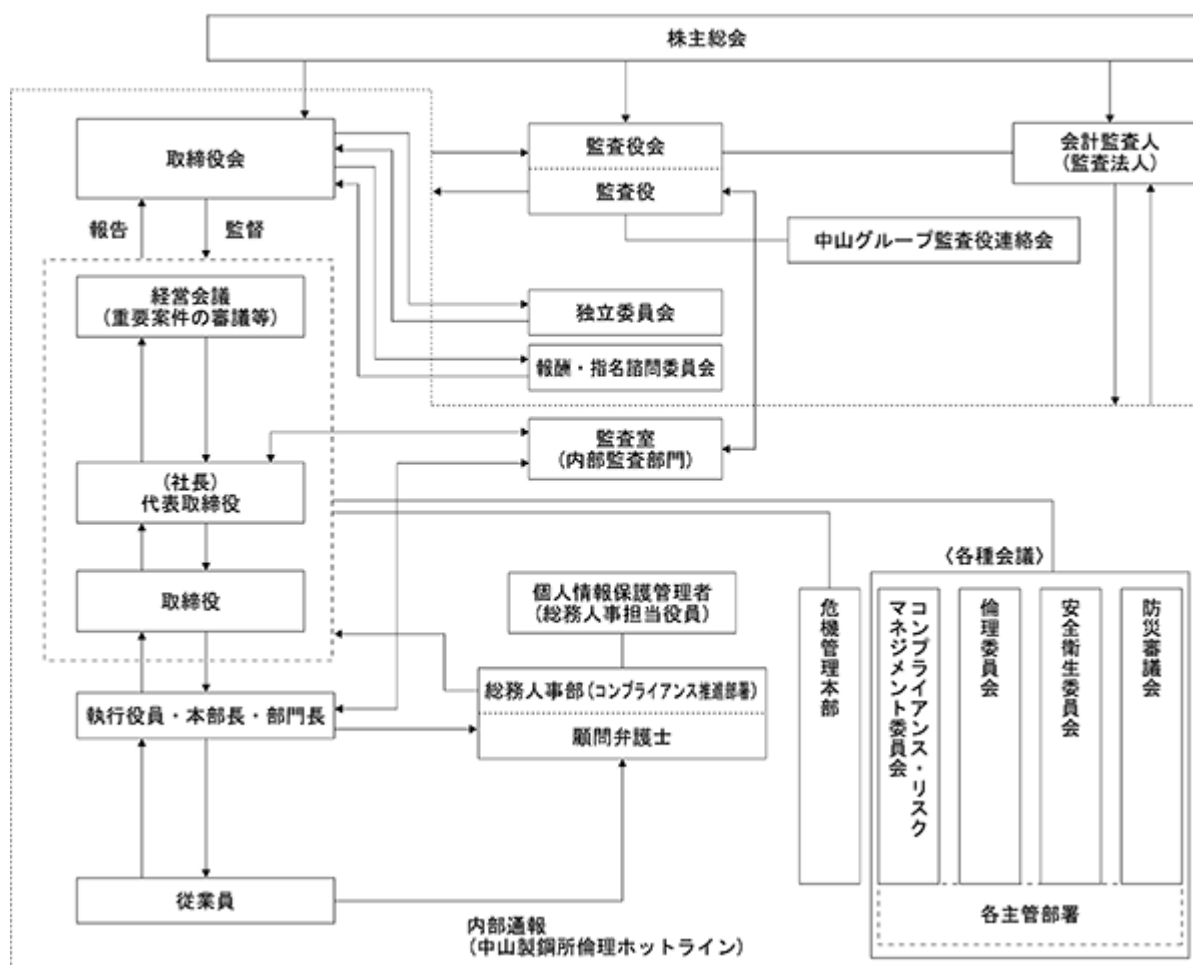 株主総会
取締役会
監査役会
監査役
会計監査人
(監査法人)
報告
監督
中山グループ監査役連絡会
経営会議
(重要案件の審議等)
独立委員会
報酬・指名諮問委員会
監査室
(内部監査部門)
(社長)
代表取締役
取締役
〈各種会議〉
個人情報保護管理者
(総務人事担当役員)
危機管理本部
コンプライアンス・リスク
マネジメント委員会
倫理委員会
安全衛生委員会
防災審議会
総務人事部(コンプライアンス推進部署)
顧問弁護士
執行役員・本部長・部門長
従業員
各主管部署
内部通報
(中山製鋼所倫理ホットライン)